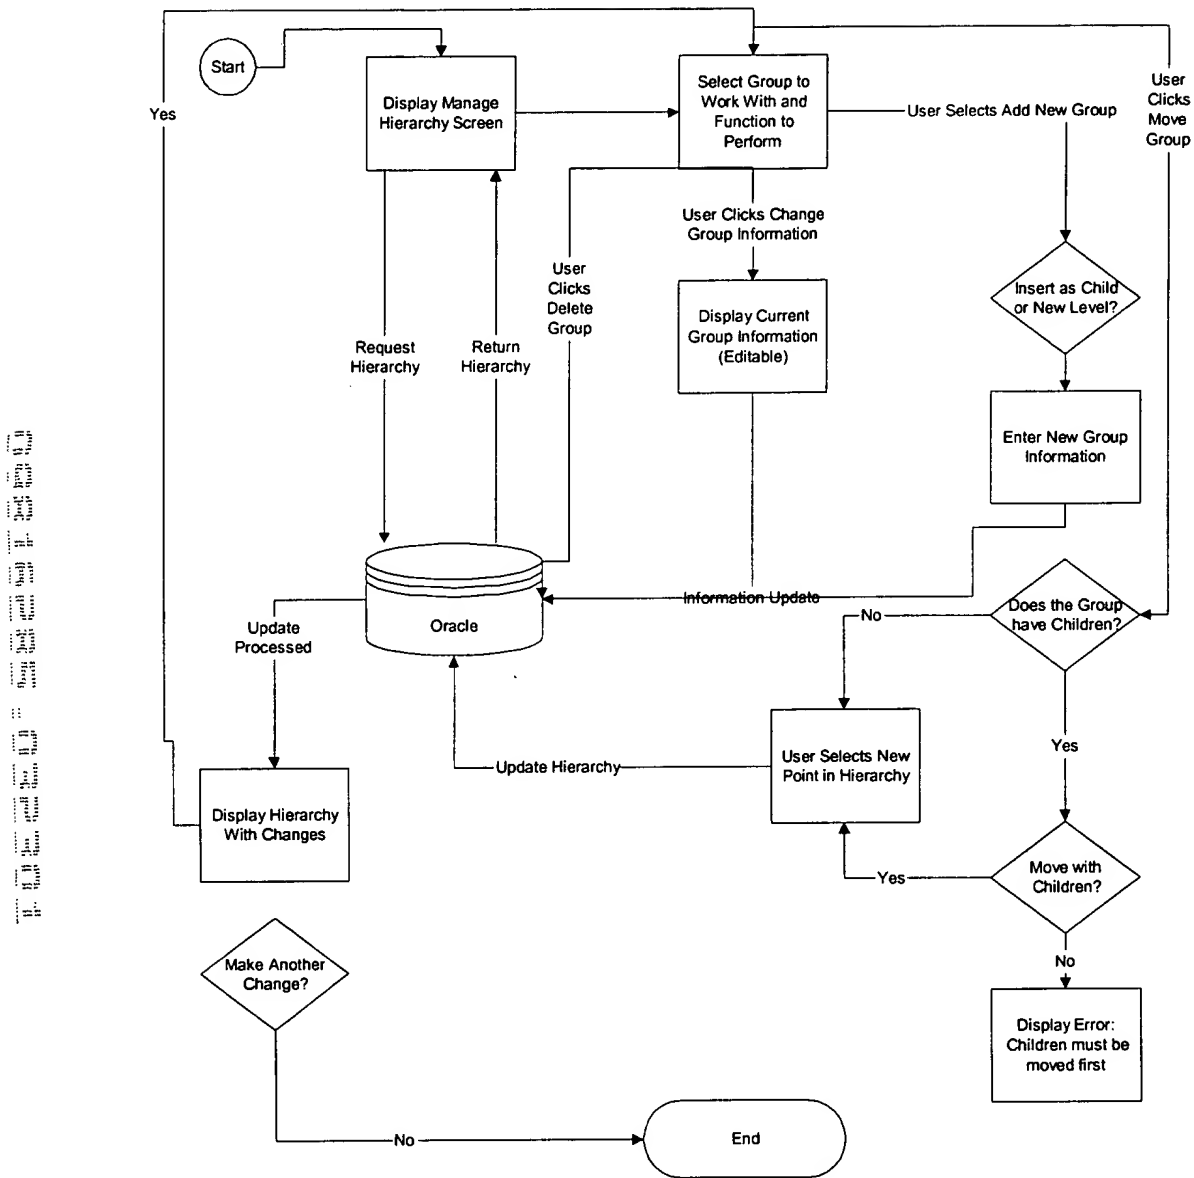 Start
Display Manage
Hierarchy Screen
Select Group to
Work With and
Function to
Perform
User Selects Add New Group
User
Clicks
Move
Group
Yes
User Clicks Change
Group Information
User
Clicks
Delete
Group
Insert as Child
or New Level?
Display Current
Group Information
(Editable)
Request
Hierarchy
Return
Hierarchy
Enter New Group
Information
Information Update
Oracle
Does the Group
have Children?
No
Update
Processed
Yes
User Selects New
Point in Hierarchy
Update Hierarchy
Display Hierarchy
With Changes
Move with
Children?
Yes
No
Make Another
Change?
Display Error:
Children must be
moved first
No
End